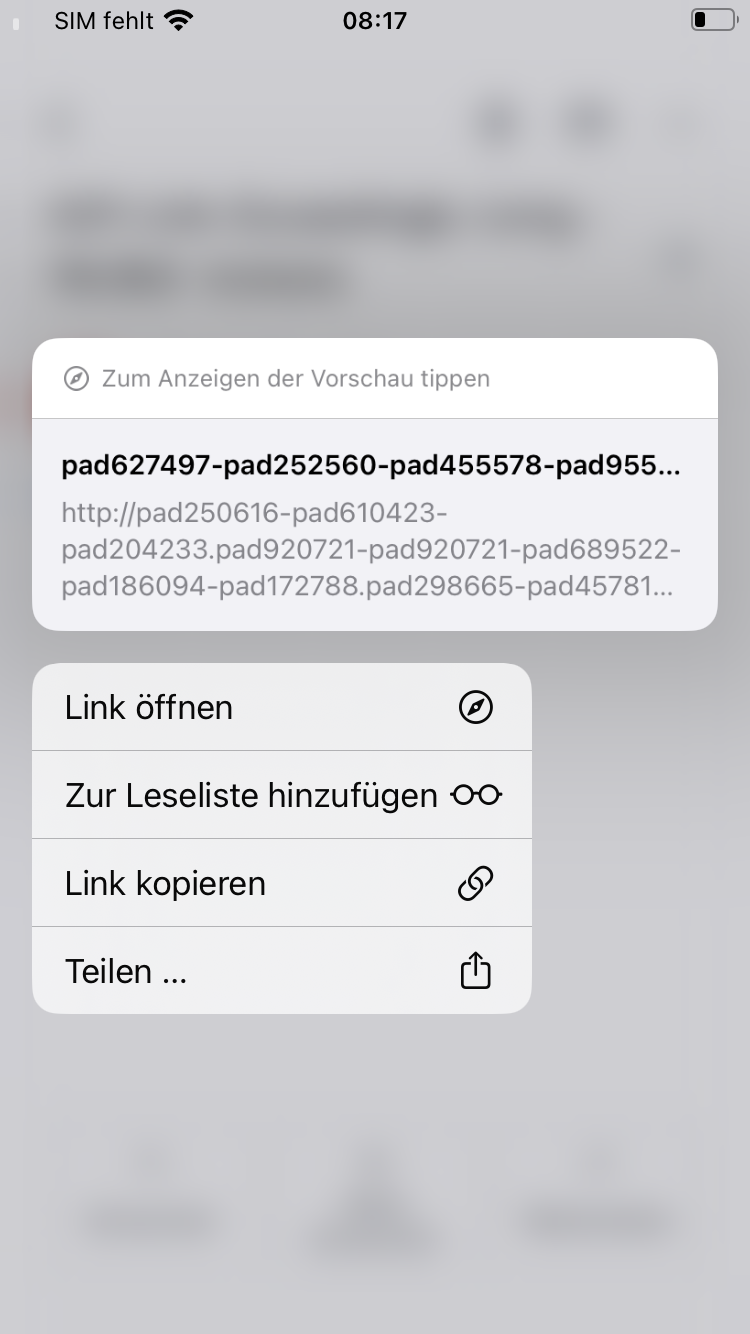 SIM fehlt 08:17
Zum Anzeigen der Vorschau tippen
pad627497-pad252560-pad455578-pad955...
http://pad250616-pad610423-
pad204233.pad920721-pad920721-pad689522-
pad186094-pad172788.pad298665-pad45781...
Link öffnen
Zur Leseliste hinzufügen
Link kopieren
Teilen ...